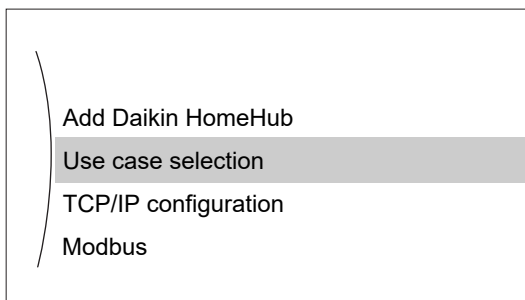 Add Daikin HomeHub
Use case selection
TCP/IP configuration
Modbus